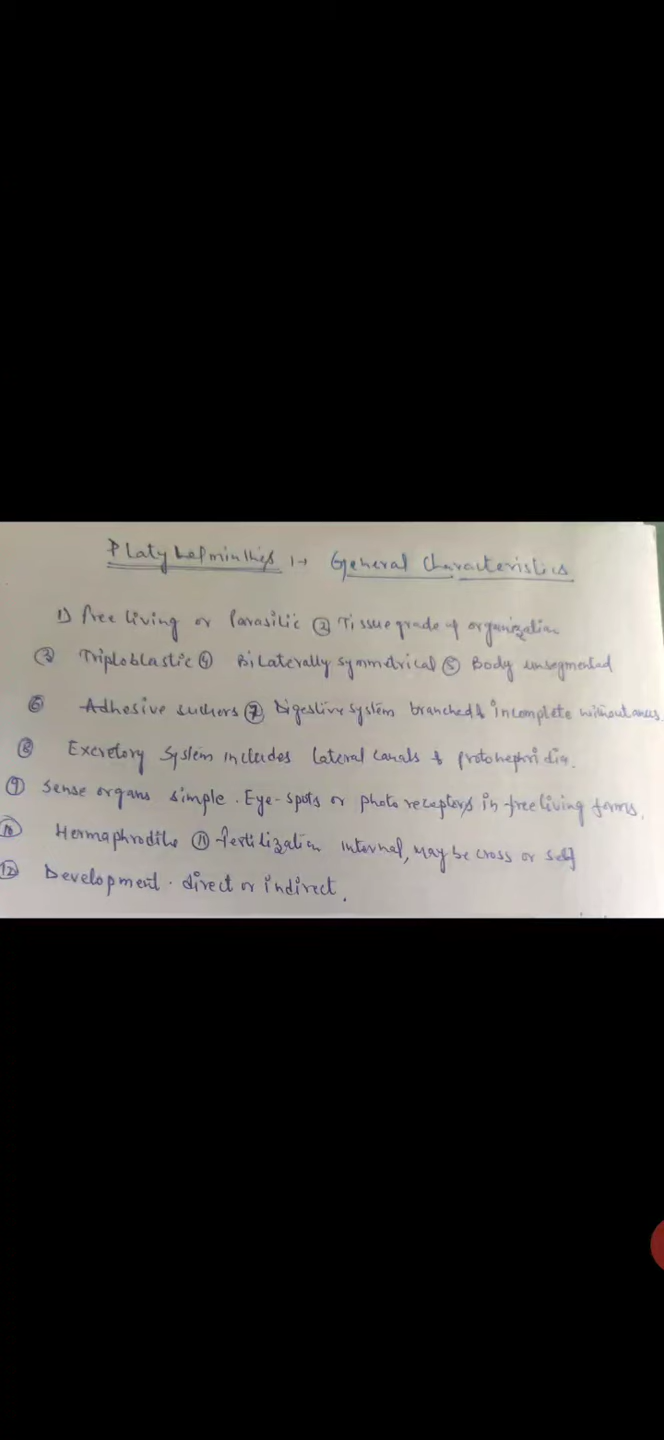 Platyhelminthes :→ General Characteristics
1) Free living or Parasitic ② Tissue grade of organization
③ Triploblastic ④ Bilaterally symmetrical ⑤ Body unsegmented
⑥ Adhesive suckers ⑦ Digestive system branched & incomplete without anus.
⑧ Excretory System includes lateral canals & protonephridia.
⑨ Sense organs simple. Eye-spots or photo receptors in free living forms.
⑩ Hermaphrodite ⑪ fertilization internal, may be cross or self
⑫ Development. direct or indirect.